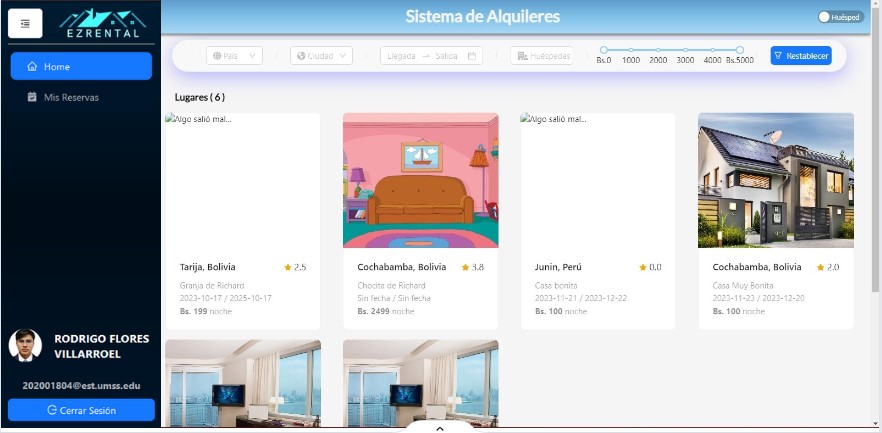 EZRENTAL
Home
Mis Reservas
RODRIGO FLORES
VILLARROEL
202001804@est.umss.edu
Cerrar Sesión
Sistema de Alquileres
Huésped
País
Ciudad
Llegada → Salida
Huéspedes
Bs.0 1000 2000 3000 4000 Bs.5000
Restablecer
Lugares ( 6 )
Algo salió mal...
Tarija, Bolivia 2.5
Granja de Richard
2023-10-17 / 2025-10-17
Bs. 199 noche
Cochabamba, Bolivia 3.8
Chocita de Richard
Sin fecha / Sin fecha
Bs. 2499 noche
Algo salió mal...
Junin, Perú 0.0
Casa bonita
2023-11-21 / 2023-12-22
Bs. 100 noche
Cochabamba, Bolivia 2.0
Casa Muy Bonita
2023-11-23 / 2023-12-20
Bs. 100 noche